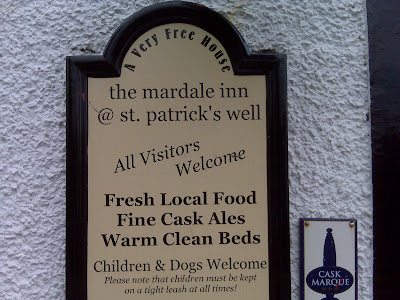 A Very Free House
the mardale inn
@ st. patrick's well
All Visitors
Welcome
Fresh Local Food
Fine Cask Ales
Warm Clean Beds
Children & Dogs Welcome
Please note that children must be kept
on a tight leash at all times!
CASK
MARQUE